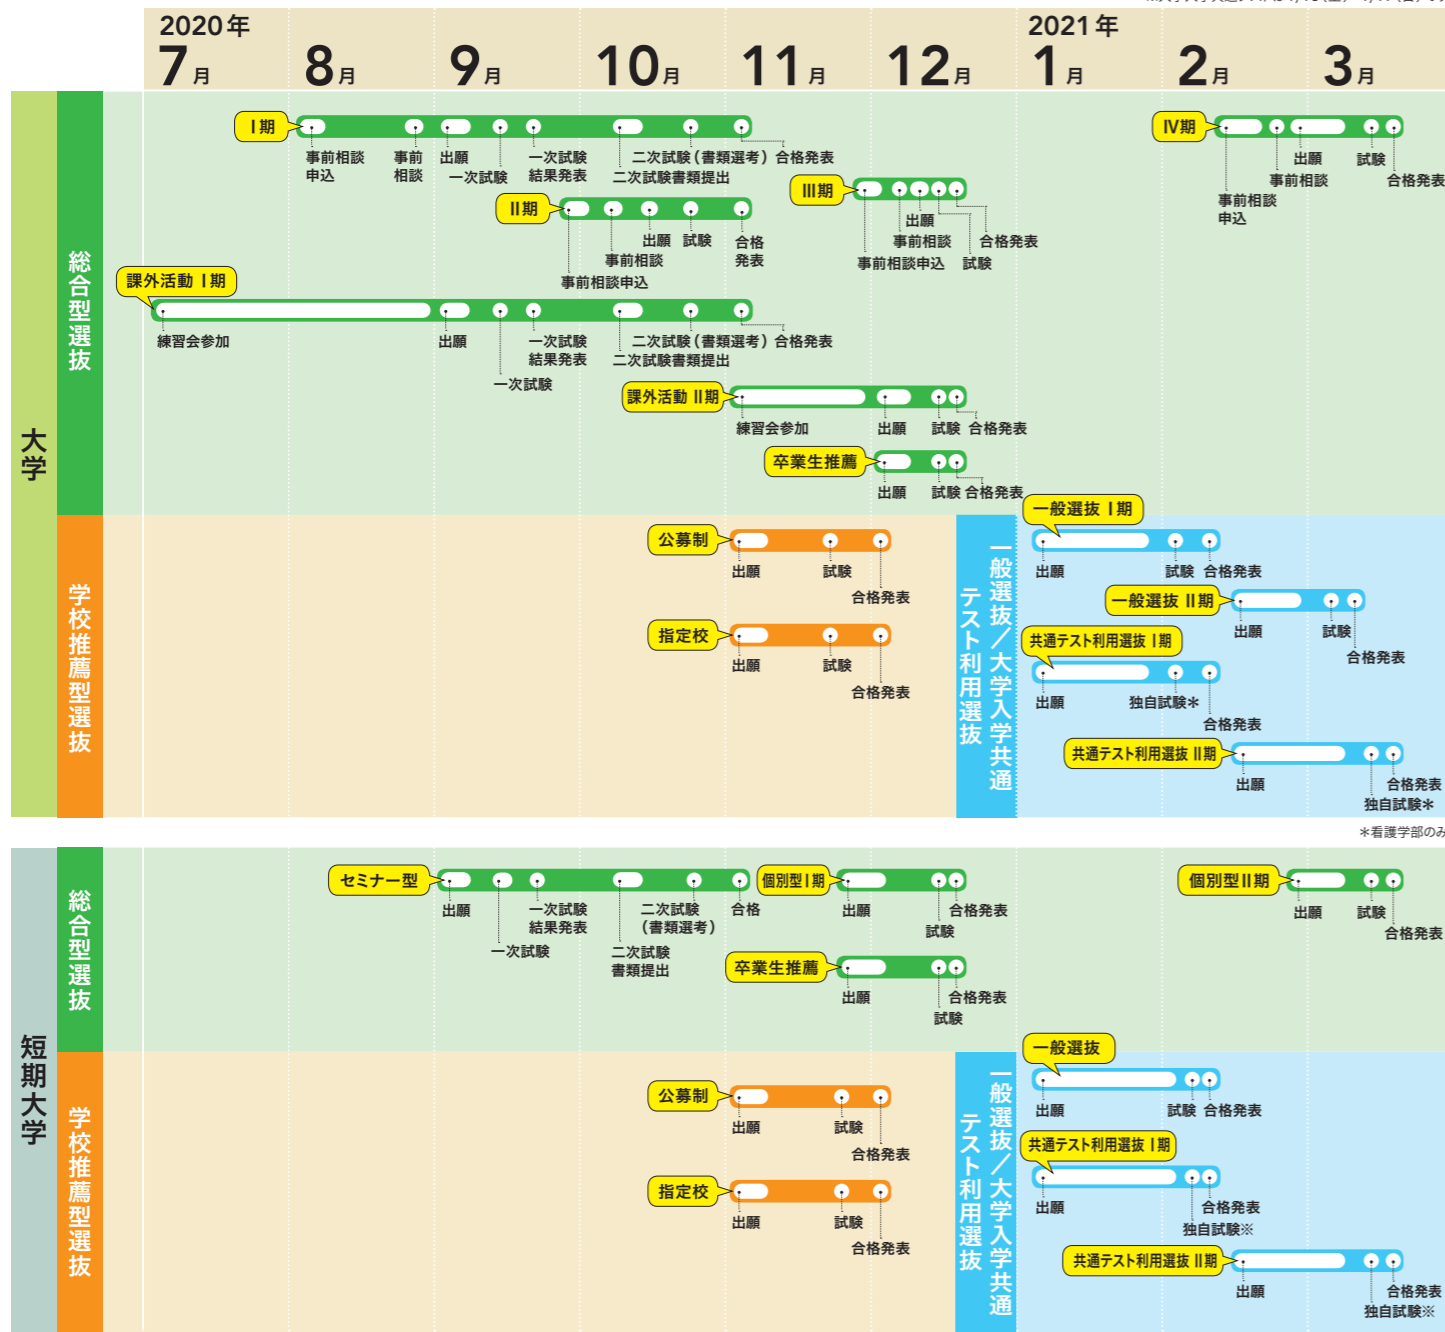 2020年
7月
8月
9月
10月
11月
12月
2021年
1月
2月
3月
大学
総合型選抜
Ⅰ期
事前相談
申込
事前
相談
出願
一次試験
一次試験
結果発表
二次試験(書類選考)
二次試験書類提出
合格発表
Ⅱ期
事前相談申込
事前相談
出願
試験
合格
発表
Ⅲ期
事前相談申込
事前相談
出願
試験
合格発表
Ⅳ期
事前相談
申込
事前相談
出願
試験
合格発表
課外活動 Ⅰ期
練習会参加
出願
一次試験
一次試験
結果発表
二次試験(書類選考)
二次試験書類提出
合格発表
課外活動 Ⅱ期
練習会参加
出願
試験
合格発表
卒業生推薦
出願
試験
合格発表
学校推薦型選抜
公募制
出願
試験
合格発表
指定校
出願
試験
合格発表
一般選抜/大学入学共通
テスト利用選抜
一般選抜 Ⅰ期
出願
試験
合格発表
一般選抜 Ⅱ期
出願
試験
合格発表
共通テスト利用選抜 Ⅰ期
出願
独自試験*
合格発表
共通テスト利用選抜 Ⅱ期
出願
合格発表
独自試験*
*看護学部のみ
短期大学
総合型選抜
セミナー型
出願
一次試験
一次試験
結果発表
二次試験
書類提出
二次試験
(書類選考)
合格
個別型Ⅰ期
出願
試験
合格発表
個別型Ⅱ期
出願
試験
合格発表
卒業生推薦
出願
試験
合格発表
学校推薦型選抜
公募制
出願
試験
合格発表
指定校
出願
試験
合格発表
一般選抜/大学入学共通
テスト利用選抜
一般選抜
出願
試験
合格発表
共通テスト利用選抜 Ⅰ期
出願
合格発表
独自試験※
共通テスト利用選抜 Ⅱ期
出願
合格発表
独自試験※